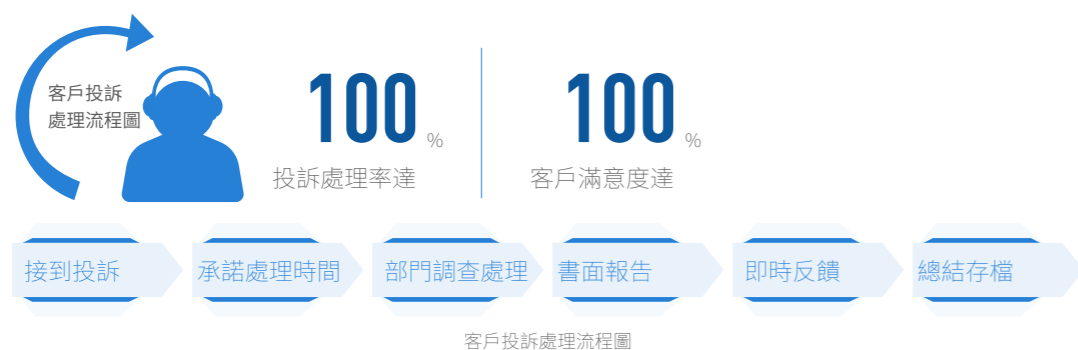 客戶投訴
處理流程圖
100%
投訴處理率達
100%
客戶滿意度達
接到投訴
承諾處理時間
部門調查處理
書面報告
即時反饋
總結存檔
客戶投訴處理流程圖